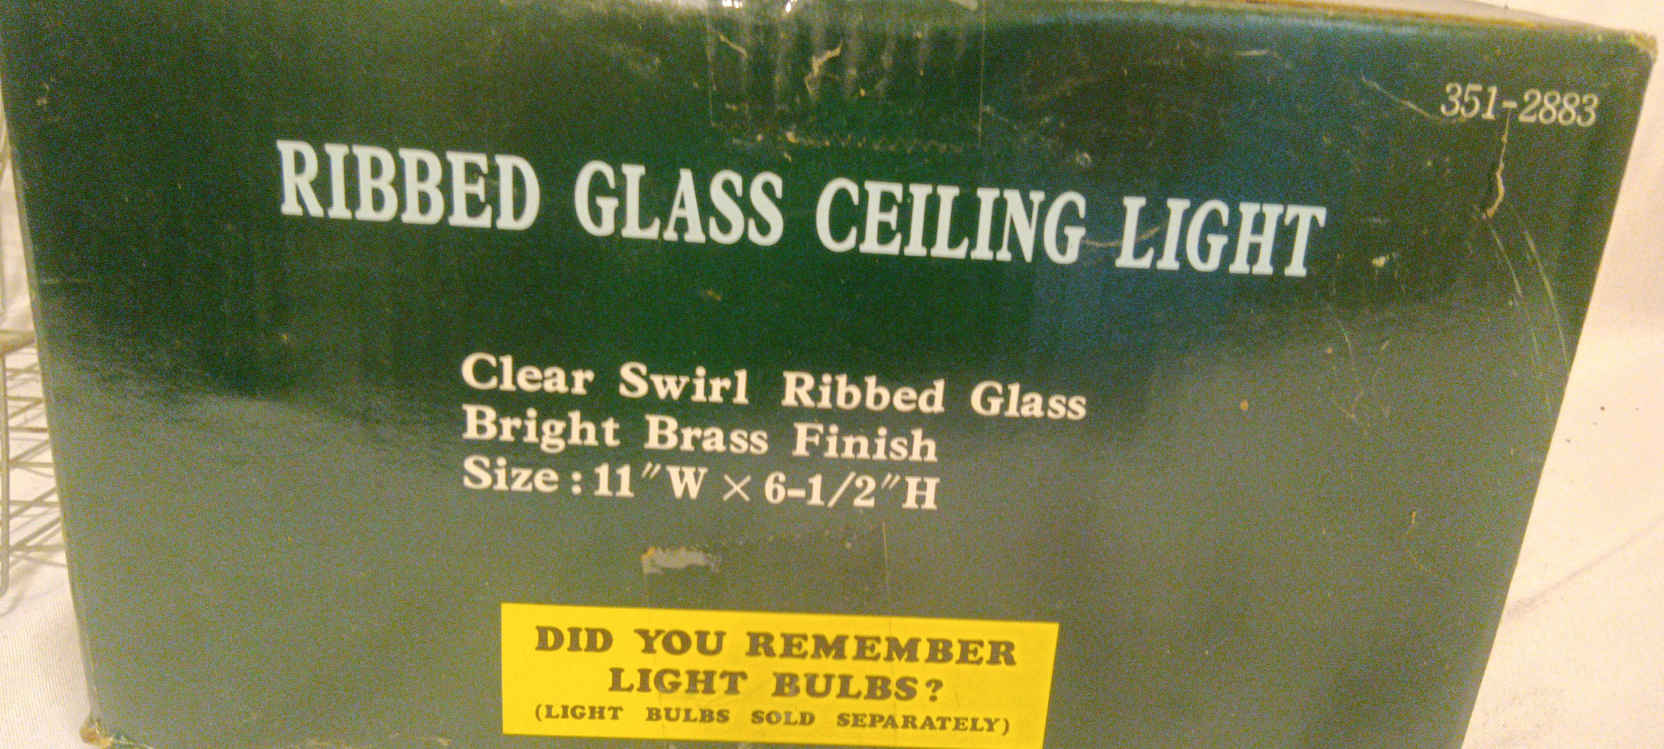 351-2883
RIBBED GLASS CEILING LIGHT
Clear Swirl Ribbed Glass
Bright Brass Finish
Size : 11″W × 6-1/2″H
DID YOU REMEMBER
LIGHT BULBS?
(LIGHT BULBS SOLD SEPARATELY)